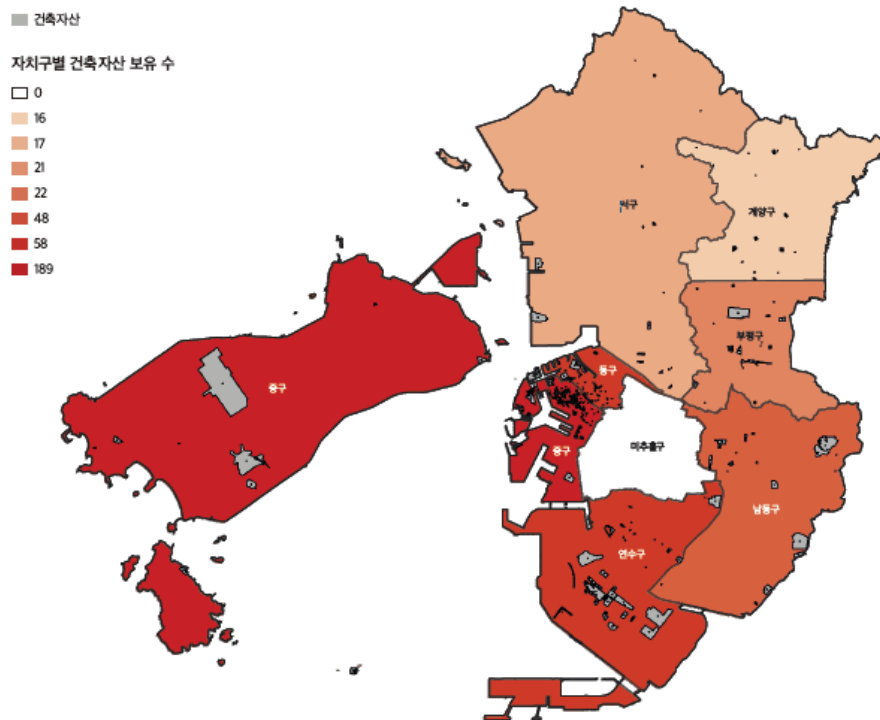 건축자산
자치구별 건축자산 보유 수
0
16
17
21
22
48
58
189
서구
계양구
부평구
동구
중구
미추홀구
중구
남동구
연수구